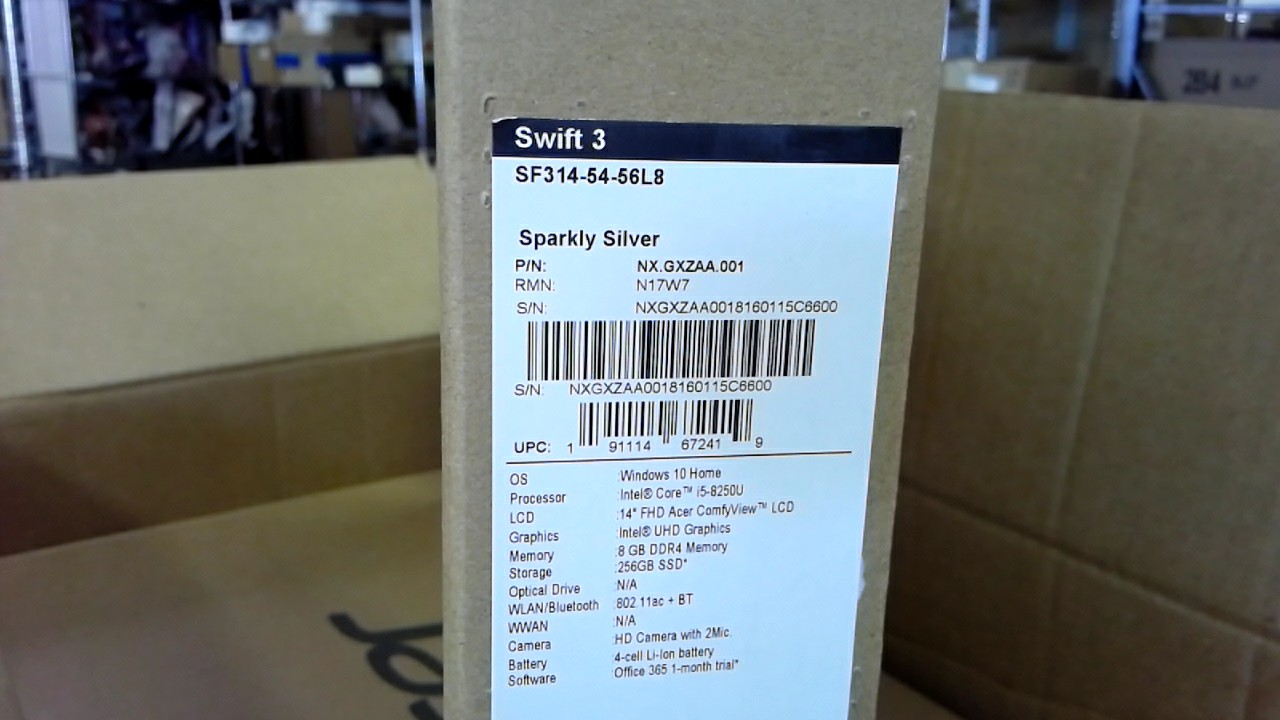 Swift 3
SF314-54-56L8
Sparkly Silver
P/N: NX.GXZAA.001
RMN: N17W7
S/N: NXGXZAA0018160115C6600
S/N: NXGXZAA0018160115C6600
UPC: 1 91114 67241 9
OS :Windows 10 Home
Processor :Intel® Core™ i5-8250U
LCD :14" FHD Acer ComfyView™ LCD
Graphics :Intel® UHD Graphics
Memory :8 GB DDR4 Memory
Storage :256GB SSD*
Optical Drive :N/A
WLAN/Bluetooth :802.11ac + BT
WWAN :N/A
Camera :HD Camera with 2Mic.
Battery :4-cell Li-Ion battery
Software :Office 365 1-month trial*
204